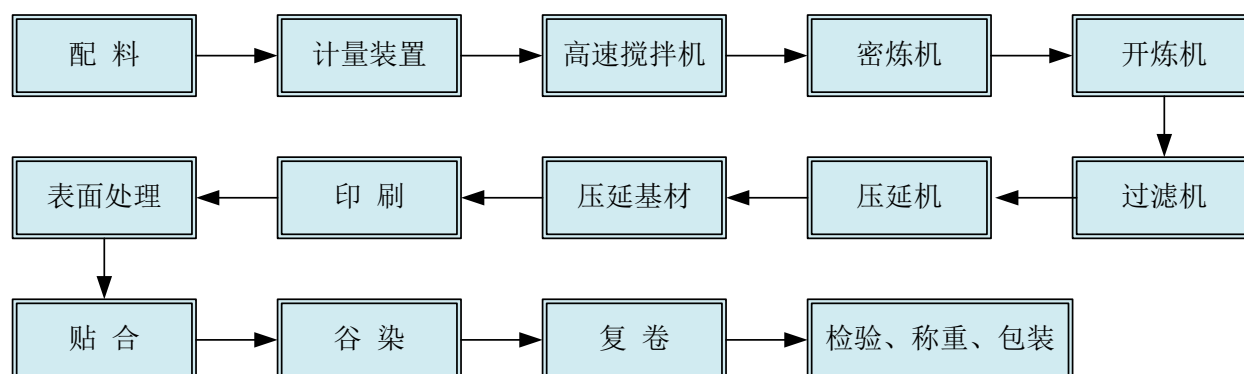 配 料
计量装置
高速搅拌机
密炼机
开炼机
过滤机
压延机
压延基材
印 刷
表面处理
贴 合
谷 染
复 卷
检验、称重、包装